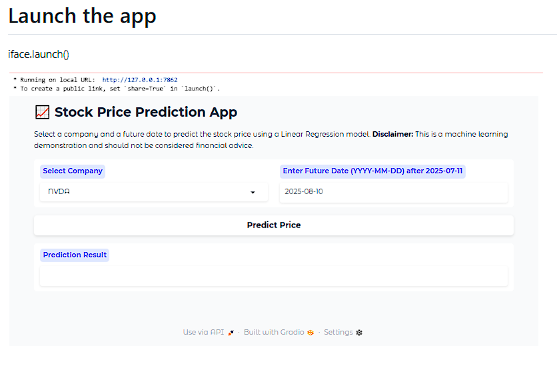 Launch the app
iface.launch()
* Running on local URL: http://127.0.0.1:7862
* To create a public link, set `share=True` in `launch()`.
📈 Stock Price Prediction App
Select a company and a future date to predict the stock price using a Linear Regression model. Disclaimer: This is a machine learning
demonstration and should not be considered financial advice.
Select Company
Enter Future Date (YYYY-MM-DD) after 2025-07-11
NVDA
2025-08-10
Predict Price
Prediction Result
Use via API 🚀 · Built with Gradio · Settings ⚙